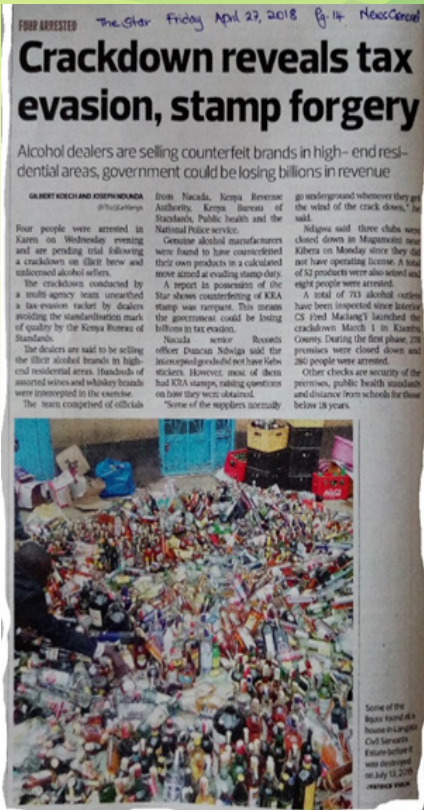 FOUR ARRESTED
The Star Friday April 27, 2018 Pg. 14 News General
Crackdown reveals tax
evasion, stamp forgery
Alcohol dealers are selling counterfeit brands in high– end resi-
dential areas, government could be losing billions in revenue
GILBERT KOECH AND JOSEPH NDUNDA
@TheStarKenya
Four people were arrested in
Karen on Wednesday evening
and are pending trial following
a crackdown on illicit brew and
unlicensed alcohol sellers.
The crackdown conducted by
a multi-agency team unearthed
a tax-evasion racket by dealers
avoiding the standardisation mark
of quality by the Kenya Bureau of
Standards.
The dealers are said to be selling
the illicit alcohol brands in high-
end residential areas. Hundreds of
assorted wines and whiskey brands
were intercepted in the exercise.
The team comprised of officials
from Nacada, Kenya Revenue
Authority, Kenya Bureau of
Standards, Public health and the
National Police service.
Genuine alcohol manufacturers
were found to have counterfeited
their own products in a calculated
move aimed at evading stamp duty.
A report in possession of the
Star shows counterfeiting of KRA
stamp was rampant. This means
the government could be losing
billions in tax evasion.
Nacada senior Records
officer Duncan Ndwiga said the
intercepted goods did not have Kebs
stickers. However, most of them
had KRA stamps, raising questions
on how they were obtained.
"Some of the suppliers normally
go underground whenever they get
the wind of the crack down," he
said.
Ndigwa said three clubs were
closed down in Mugamoini near
Kibera on Monday since they did
not have operating license. A total
of 52 products were also seized and
eight people were arrested.
A total of 713 alcohol outlets
have been inspected since Interior
CS Fred Matiang'i launched the
crackdown March 1 in Kiambu
County. During the first phase, 278
premises were closed down and
260 people were arrested.
Other checks are security of the
premises, public health standards
and distance from schools for those
below 18 years.
Some of the
liquor found at a
house in Langata
Civil Servants
Estate before it
was destroyed
on July 13, 2015
/PATRICK